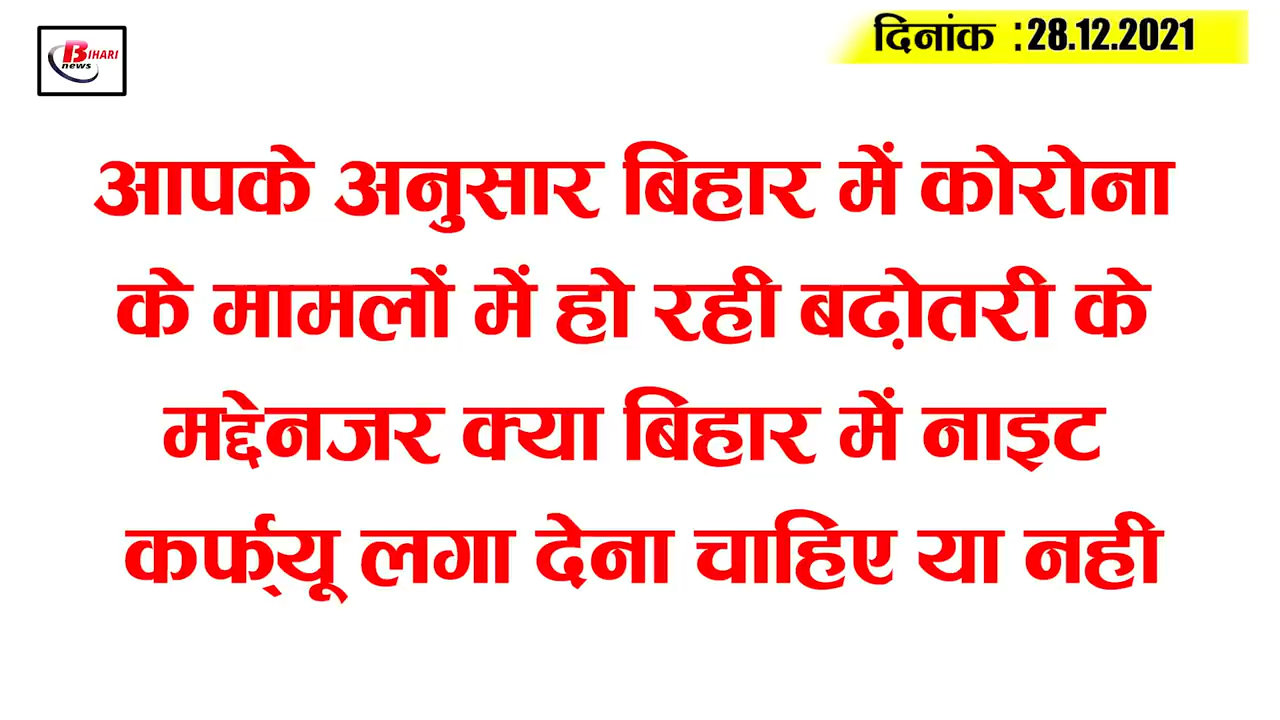 BIHARI
news
दिनांक :28.12.2021
आपके अनुसार बिहार में कोरोना
के मामलों में हो रही बढ़ोतरी के
मद्देनजर क्या बिहार में नाइट
कर्फ्यू लगा देना चाहिए या नही